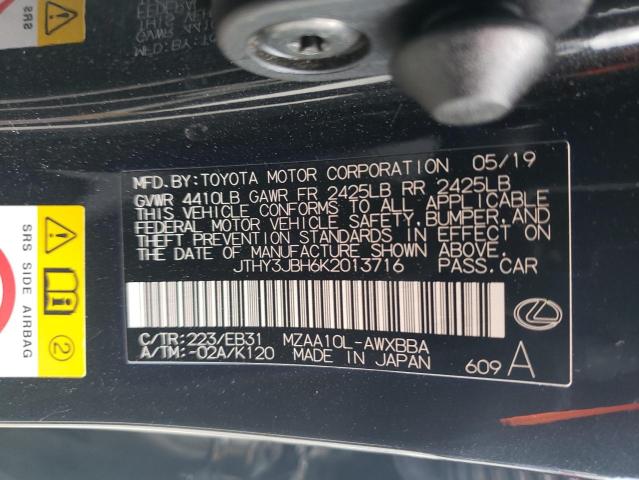 MFD.BY:TOYOTA MOTOR CORPORATION 05/19
GVWR 4410LB GAWR FR 2425LB RR 2425LB
THIS VEHICLE CONFORMS TO ALL APPLICABLE
FEDERAL MOTOR VEHICLE SAFETY, BUMPER, AND
THEFT PREVENTION STANDARDS IN EFFECT ON
THE DATE OF MANUFACTURE SHOWN ABOVE.
JTHY3JBH6K2013716 PASS.CAR
C/TR:223/EB31 MZAA10L-AWXBBA
A/TM:-02A/K120 MADE IN JAPAN 609 A
SRS SIDE AIRBAG
2